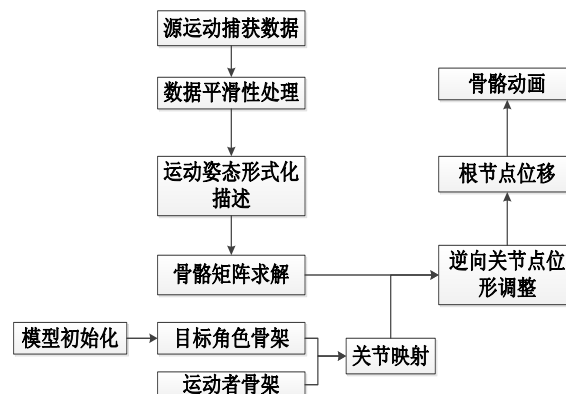 源运动捕获数据
数据平滑性处理
运动姿态形式化
描述
骨骼矩阵求解
模型初始化
目标角色骨架
运动者骨架
关节映射
逆向关节点位
形调整
根节点位移
骨骼动画